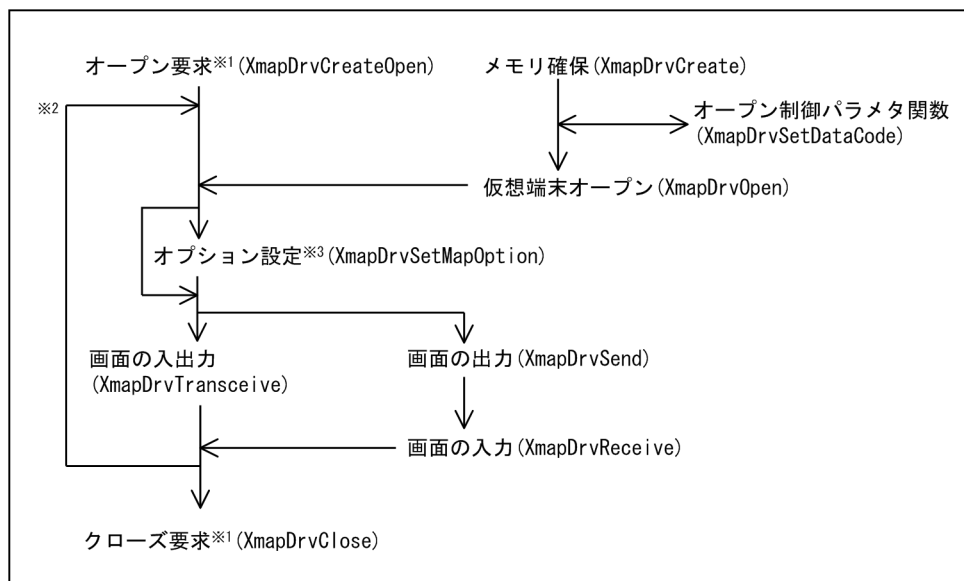 オープン要求※1(XmapDrvCreateOpen)
メモリ確保(XmapDrvCreate)
※2
オープン制御パラメタ関数
(XmapDrvSetDataCode)
仮想端末オープン(XmapDrvOpen)
オプション設定※3(XmapDrvSetMapOption)
画面の入出力
(XmapDrvTransceive)
画面の出力(XmapDrvSend)
画面の入力(XmapDrvReceive)
クローズ要求※1(XmapDrvClose)